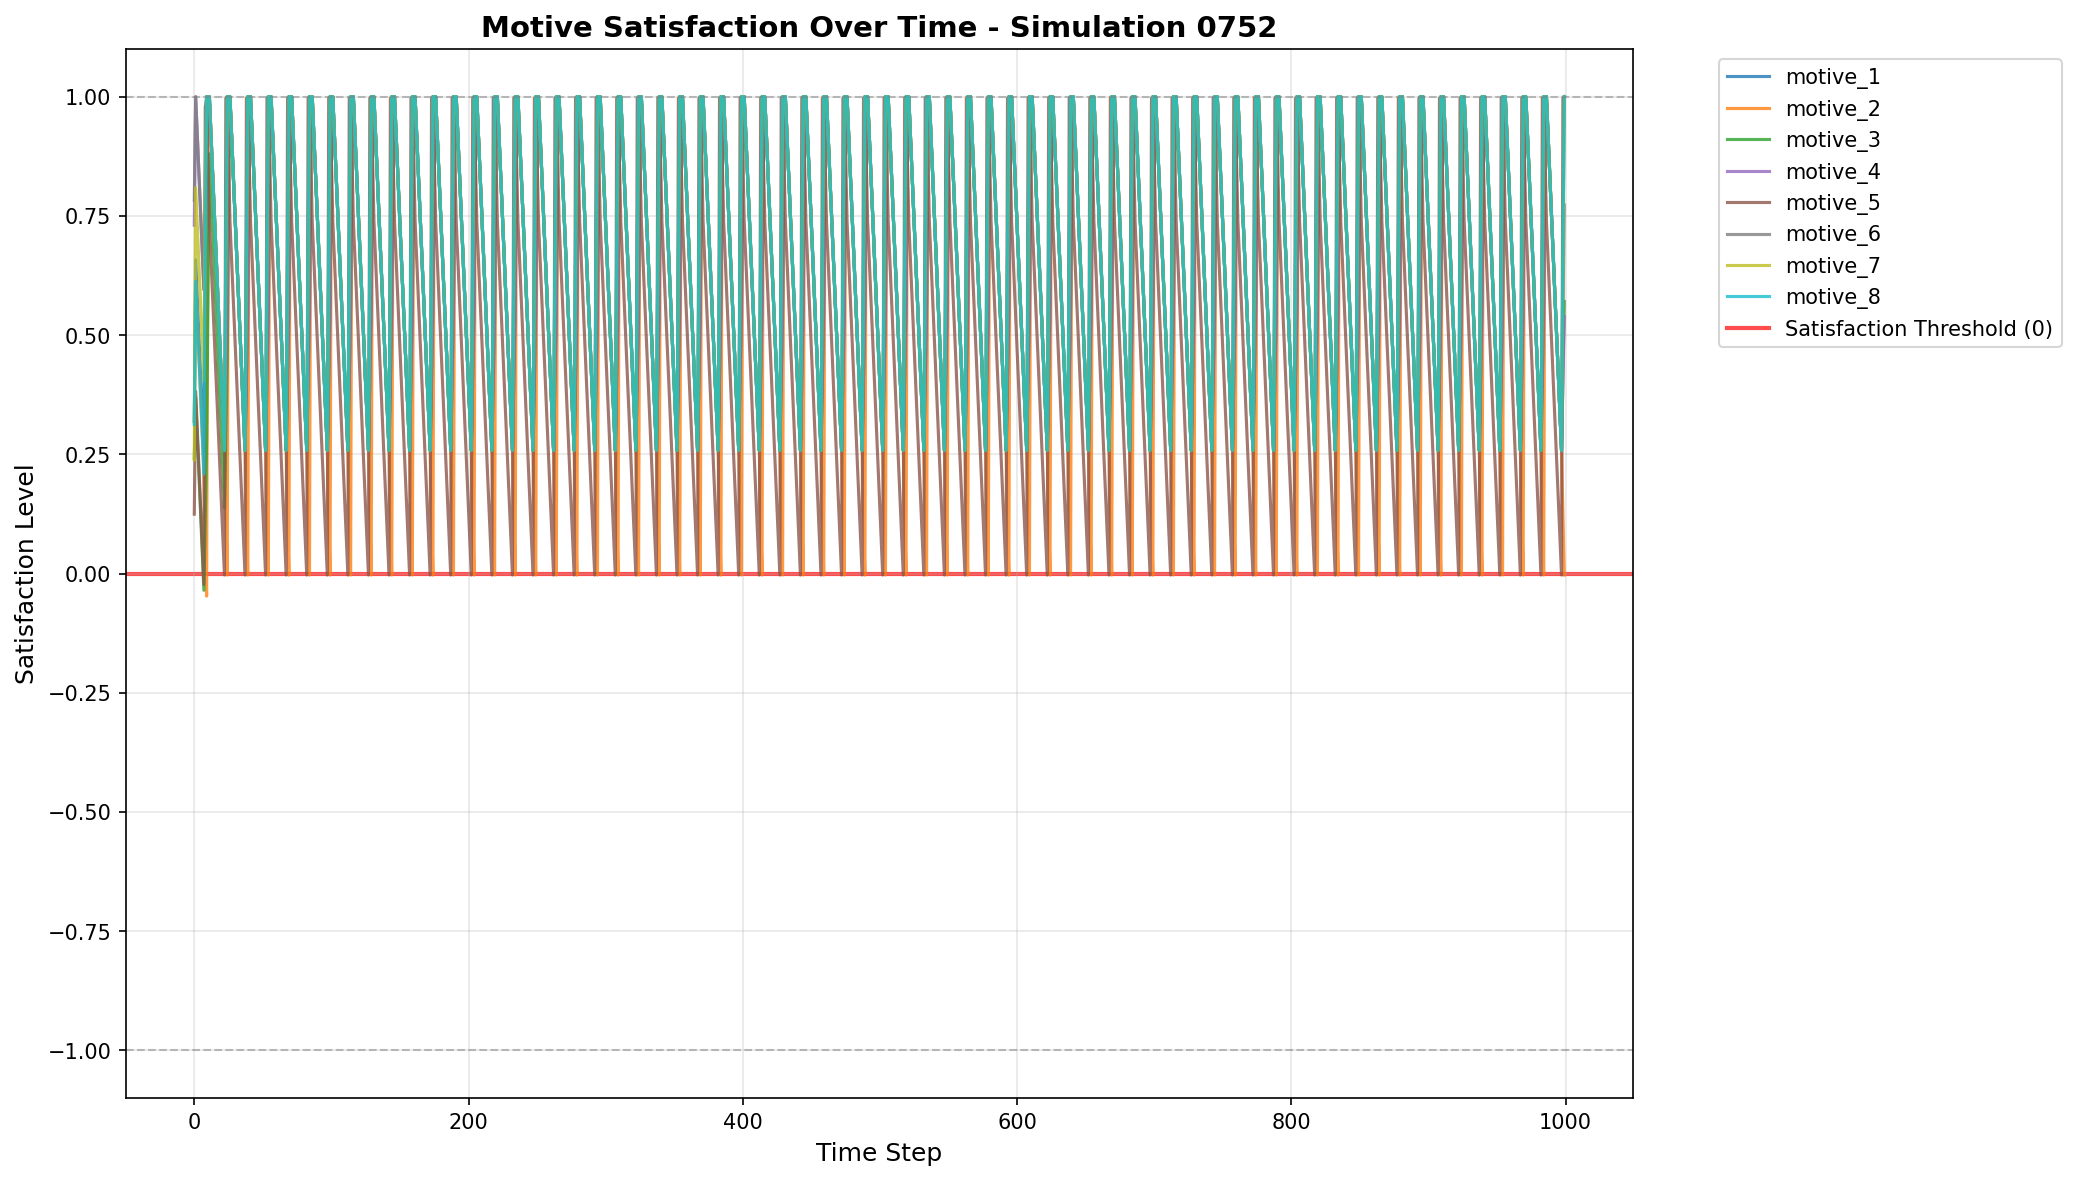 Motive Satisfaction Over Time - Simulation 0752
Satisfaction Level
1.00
0.75
0.50
0.25
0.00
−0.25
−0.50
−0.75
−1.00
0
200
400
600
800
1000
Time Step
motive_1
motive_2
motive_3
motive_4
motive_5
motive_6
motive_7
motive_8
Satisfaction Threshold (0)